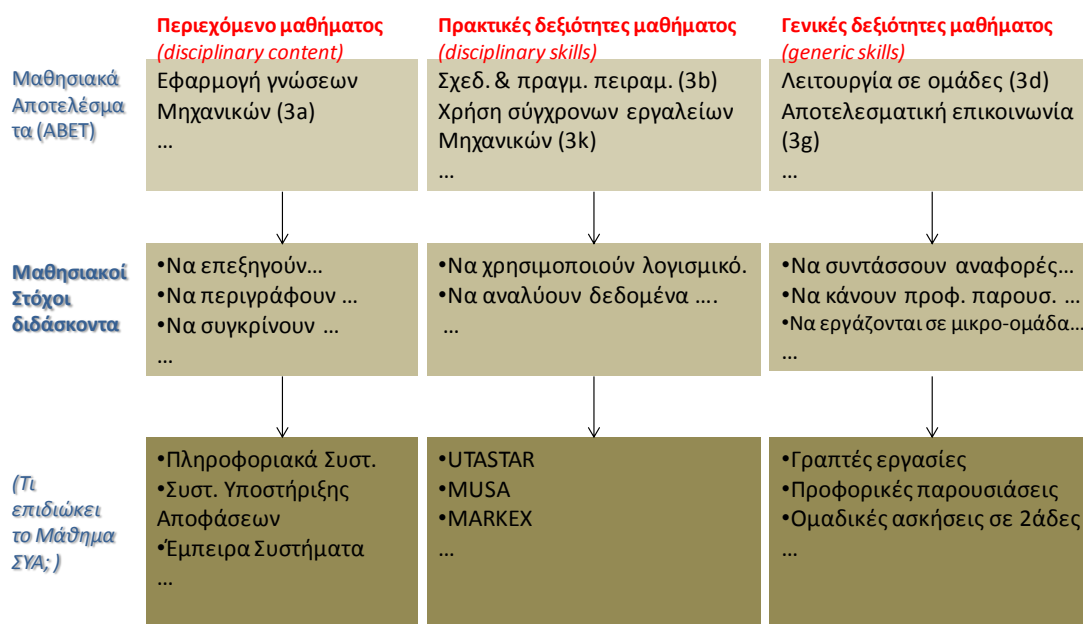 Περιεχόμενο μαθήματος
(disciplinary content)
Πρακτικές δεξιότητες μαθήματος
(disciplinary skills)
Γενικές δεξιότητες μαθήματος
(generic skills)
Μαθησιακά
Αποτελέσμα
τα (ABET)
Εφαρμογή γνώσεων
Μηχανικών (3a)
...
Σχεδ. & πραγμ. πειραμ. (3b)
Χρήση σύγχρονων εργαλείων
Μηχανικών (3k)
...
Λειτουργία σε ομάδες (3d)
Αποτελεσματική επικοινωνία
(3g)
...
Μαθησιακοί
Στόχοι
διδάσκοντα
•Να επεξηγούν...
•Να περιγράφουν ...
•Να συγκρίνουν ...
...
•Να χρησιμοποιούν λογισμικό.
•Να αναλύουν δεδομένα ....
...
•Να συντάσσουν αναφορές...
•Να κάνουν προφ. παρουσ. ...
•Να εργάζονται σε μικρο-ομάδα...
...
(Τι
επιδιώκει
το Μάθημα
ΣΥΑ; )
•Πληροφοριακά Συστ.
•Συστ. Υποστήριξης
Αποφάσεων
•Έμπειρα Συστήματα
...
•UTASTAR
•MUSA
•MARKEX
...
•Γραπτές εργασίες
•Προφορικές παρουσιάσεις
•Ομαδικές ασκήσεις σε 2άδες
...